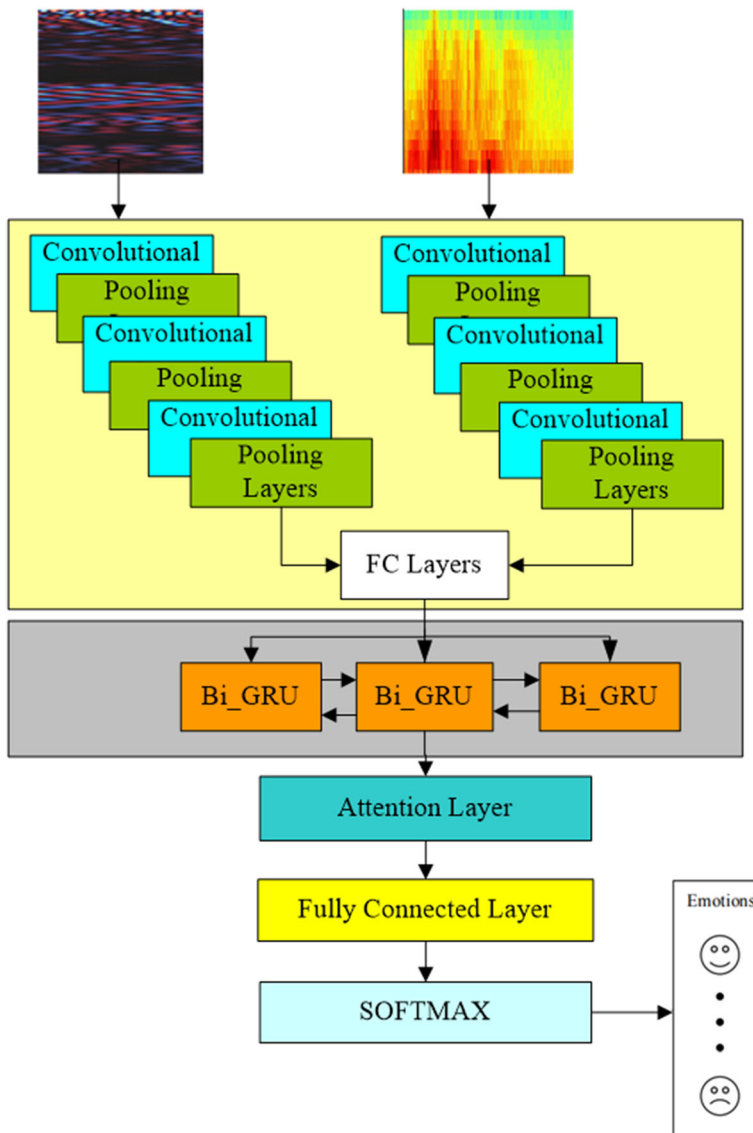 Convolutional
Pooling
Convolutional
Pooling
Convolutional
Pooling
Layers
Convolutional
Pooling
Convolutional
Pooling
Convolutional
Pooling
Layers
FC Layers
Bi_GRU
Bi_GRU
Bi_GRU
Attention Layer
Fully Connected Layer
SOFTMAX
Emotions